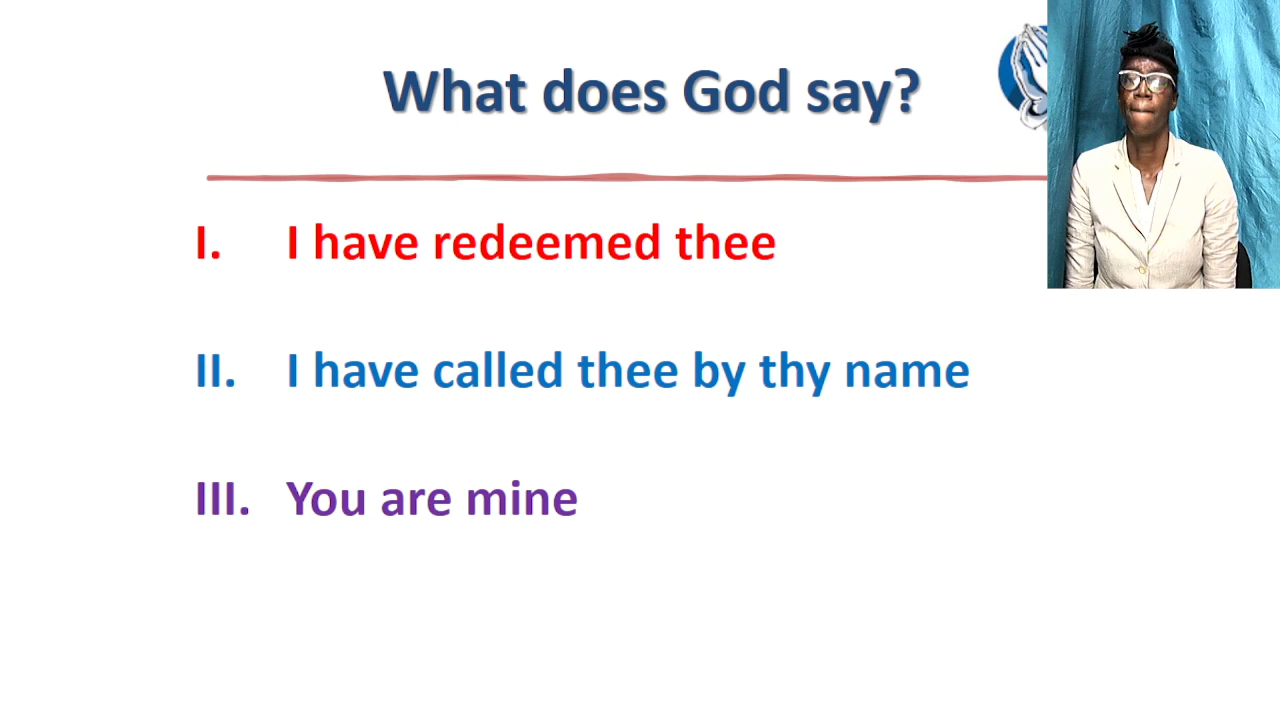 What does God say?
I. I have redeemed thee
II. I have called thee by thy name
III. You are mine